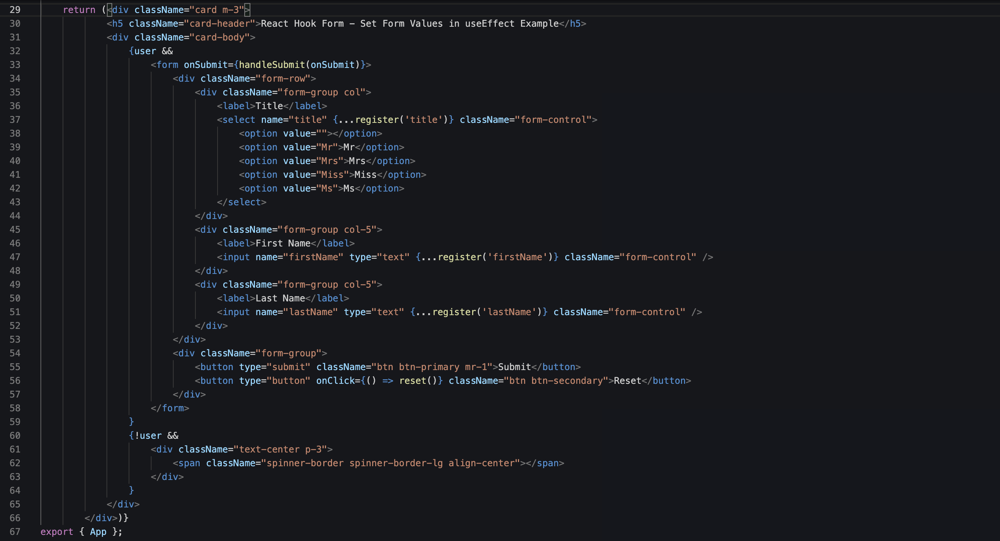 29 return (<div className="card m-3">
30 <h5 className="card-header">React Hook Form - Set Form Values in useEffect Example</h5>
31 <div className="card-body">
32 {user &&
33 <form onSubmit={handleSubmit(onSubmit)}>
34 <div className="form-row">
35 <div className="form-group col">
36 <label>Title</label>
37 <select name="title" {...register('title')} className="form-control">
38 <option value=""></option>
39 <option value="Mr">Mr</option>
40 <option value="Mrs">Mrs</option>
41 <option value="Miss">Miss</option>
42 <option value="Ms">Ms</option>
43 </select>
44 </div>
45 <div className="form-group col-5">
46 <label>First Name</label>
47 <input name="firstName" type="text" {...register('firstName')} className="form-control" />
48 </div>
49 <div className="form-group col-5">
50 <label>Last Name</label>
51 <input name="lastName" type="text" {...register('lastName')} className="form-control" />
52 </div>
53 </div>
54 <div className="form-group">
55 <button type="submit" className="btn btn-primary mr-1">Submit</button>
56 <button type="button" onClick={() => reset()} className="btn btn-secondary">Reset</button>
57 </div>
58 </form>
59 }
60 {!user &&
61 <div className="text-center p-3">
62 <span className="spinner-border spinner-border-lg align-center"></span>
63 </div>
64 }
65 </div>
66 </div>)}
67 export { App };